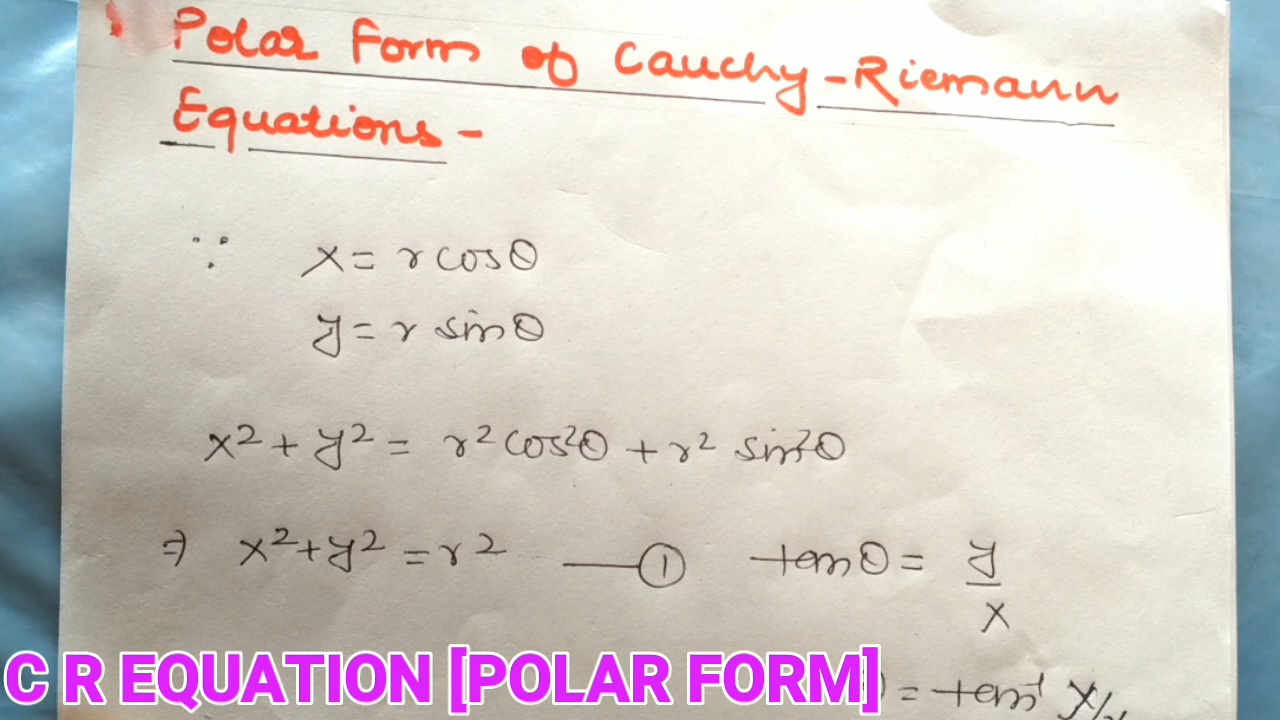 Polar Form of Cauchy-Riemann
Equations -
∵ x = r cosθ
y = r sinθ
x² + y² = r² cos²θ + r² sin²θ
⇒ x² + y² = r² —① tanθ = y/x
= tan⁻¹ y/x
C R EQUATION [POLAR FORM]